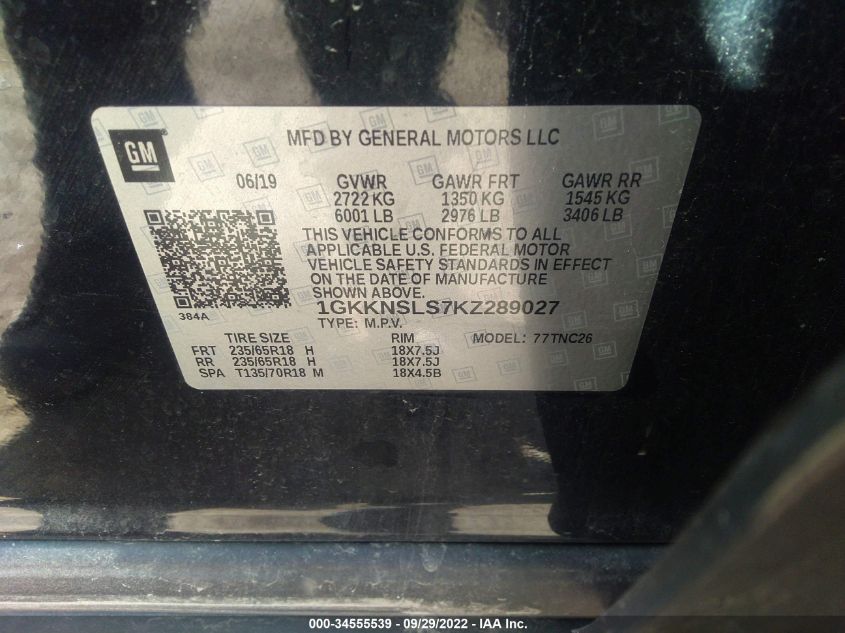 GM
MFD BY GENERAL MOTORS LLC
06/19 GVWR GAWR FRT GAWR RR
2722 KG 1350 KG 1545 KG
6001 LB 2976 LB 3406 LB
THIS VEHICLE CONFORMS TO ALL
APPLICABLE U.S. FEDERAL MOTOR
VEHICLE SAFETY STANDARDS IN EFFECT
ON THE DATE OF MANUFACTURE
SHOWN ABOVE.
384A 1GKKNSLS7KZ289027
TYPE: M.P.V.
TIRE SIZE RIM MODEL: 77TNC26
FRT 235/65R18 H 18X7.5J
RR 235/65R18 H 18X7.5J
SPA T135/70R18 M 18X4.5B
000-34555539 - 09/29/2022 - IAA Inc.